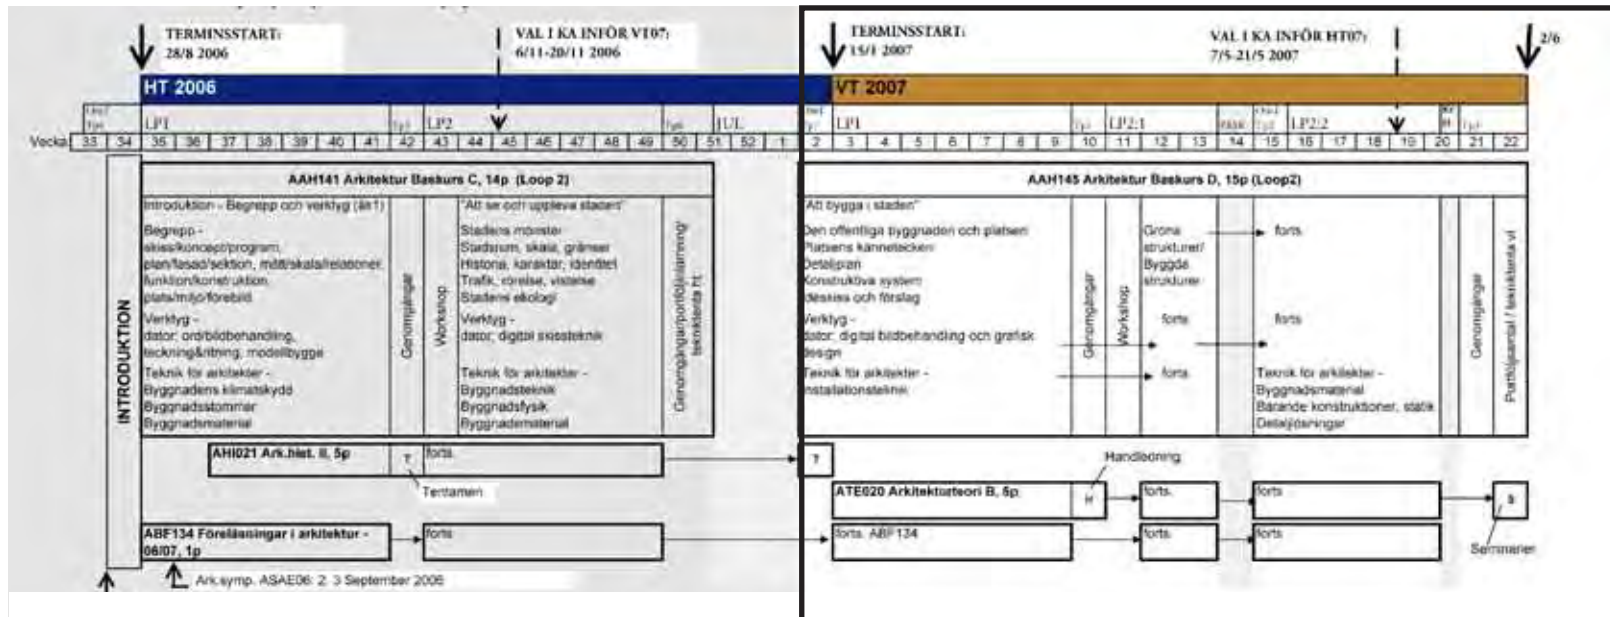 TERMINSSTART:
28/8 2006
VAL I KA INFÖR VT07:
6/11-20/11 2006
TERMINSSTART:
15/1 2007
VAL I KA INFÖR HT07:
7/5-21/5 2007
2/6
HT 2006
VT 2007
LP1
LP2
JUL
LP1
LP2:1
LP2:2
Vecka: 33 34 35 36 37 38 39 40 41 42 43 44 45 46 47 48 49 50 51 52 1 2 3 4 5 6 7 8 9 10 11 12 13 14 15 16 17 18 19 20 21 22
INTRODUKTION
AAH141 Arkitektur Baskurs C, 14p (Loop 2)
Introduktion - Begrepp och verktyg (åk1)
Begrepp -
skiss/koncept/program,
plan/fasad/sektion, mått/skala/relationer,
funktion/konstruktion,
plats/miljö/förebild
Verktyg -
dator: ord/bildbehandling,
teckning&ritning, modellbygge
Teknik för arkitekter -
Byggnadens klimatskydd
Byggnadsstommar
Byggnadsmaterial
Genomgångar
Workshop
"Att se och uppleva staden"
Stadens mönster
Stadsrum, skala, gränser
Historia, karaktär, identitet
Trafik, rörelse, vistelse
Stadens ekologi
Verktyg -
dator: digital skissteknik
Teknik för arkitekter -
Byggnadsteknik
Byggnadsfysik
Byggnadsmaterial
Genomgångar/portföljinlämning/
tekniktenta ht
AAH145 Arkitektur Baskurs D, 15p (Loop2)
"Att bygga i staden"
Den offentliga byggnaden och platsen
Platsens kännetecken
Detaljplan
Konstruktiva system
Idéskiss och förslag
Verktyg -
dator: digital bildbehandling och grafisk
design
Teknik för arkitekter -
Installationsteknik
Genomgångar
Workshop
Gröna
strukturer/
Byggda
strukturer
forts
forts
forts
forts
Teknik för arkitekter -
Byggnadsmaterial
Bärande konstruktioner, statik
Detaljlösningar
Genomgångar
Portföljsamtal / tekniktenta vt
AHI021 Ark.hist. II, 5p
T
forts.
T
Tentamen
Handledning
ATE020 Arkitekturteori B, 5p
H
forts.
forts
S
ABF134 Föreläsningar i arkitektur -
06/07, 1p
forts
forts. ABF134
forts
forts
Seminarier
Ark.symp. ASAE06: 2. 3 September 2006